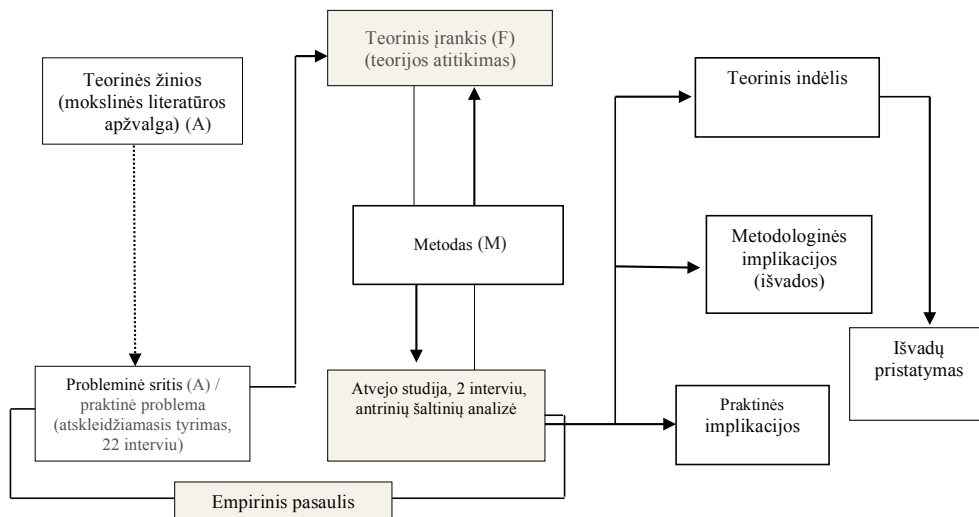 Teorinės žinios
(mokslinės literatūros
apžvalga) (A)
Probleminė sritis (A) /
praktinė problema
(atskleidžiamasis tyrimas,
22 interviu)
Teorinis įrankis (F)
(teorijos atitikimas)
Metodas (M)
Atvejo studija, 2 interviu,
antrinių šaltinių analizė
Empirinis pasaulis
Teorinis indėlis
Metodologinės
implikacijos
(išvados)
Praktinės
implikacijos
Išvadų
pristatymas